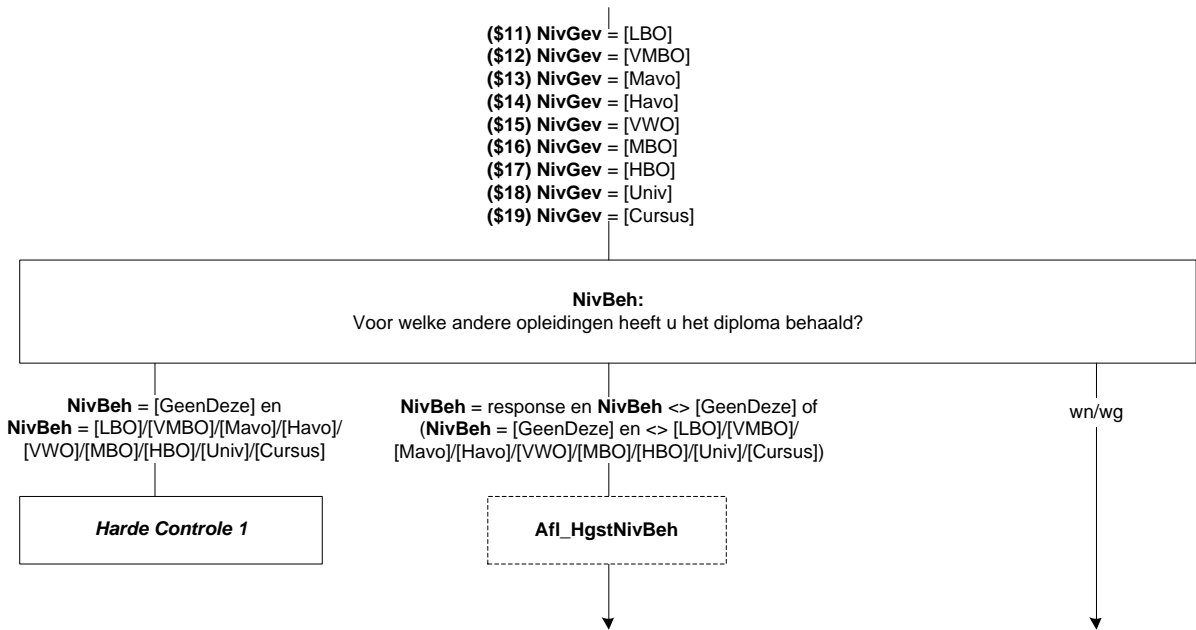 ($11) NivGev = [LBO]
($12) NivGev = [VMBO]
($13) NivGev = [Mavo]
($14) NivGev = [Havo]
($15) NivGev = [VWO]
($16) NivGev = [MBO]
($17) NivGev = [HBO]
($18) NivGev = [Univ]
($19) NivGev = [Cursus]
NivBeh:
Voor welke andere opleidingen heeft u het diploma behaald?
NivBeh = [GeenDeze] en
NivBeh = [LBO]/[VMBO]/[Mavo]/[Havo]/
[VWO]/[MBO]/[HBO]/[Univ]/[Cursus]
NivBeh = response en NivBeh <> [GeenDeze] of
(NivBeh = [GeenDeze] en <> [LBO]/[VMBO]/
[Mavo]/[Havo]/[VWO]/[MBO]/[HBO]/[Univ]/[Cursus])
wn/wg
Harde Controle 1
Afl_HgstNivBeh